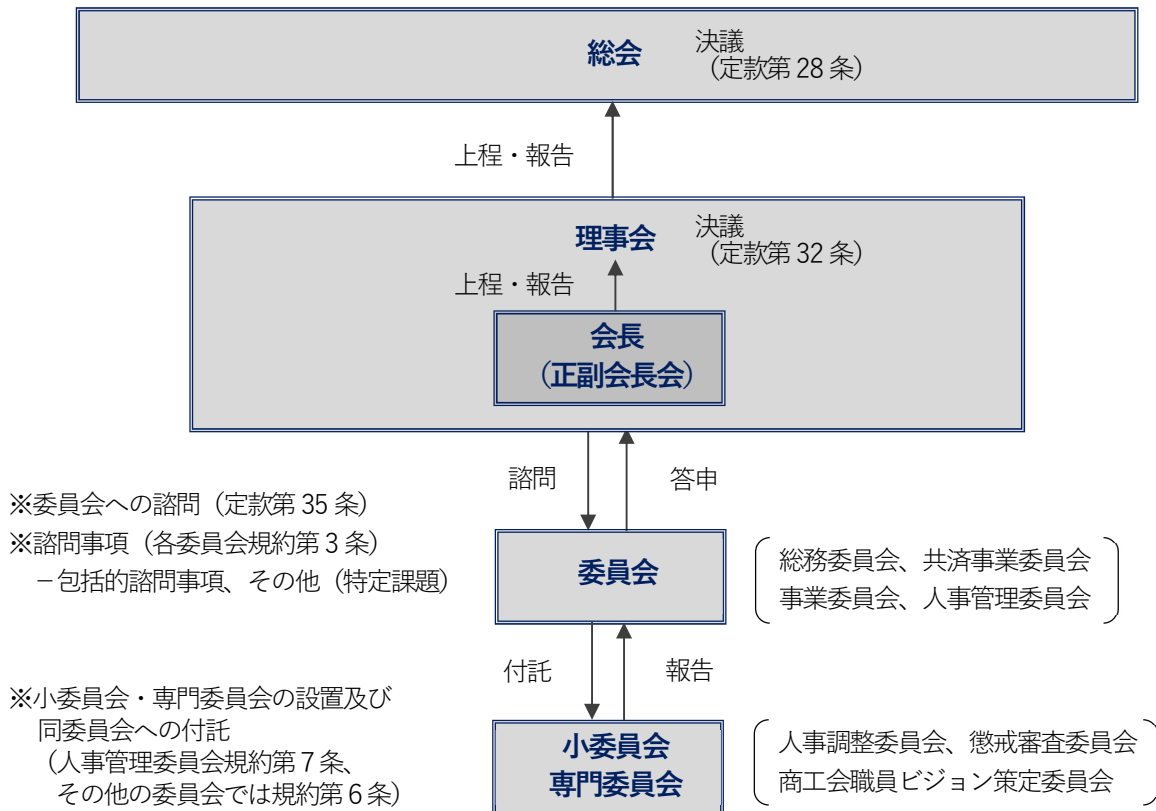 総会
決議
（定款第 28 条）
上程・報告
理事会
決議
（定款第 32 条）
上程・報告
会長
（正副会長会）
諮問
答申
※委員会への諮問（定款第 35 条）
※諮問事項（各委員会規約第３条）
－包括的諮問事項、その他（特定課題）
委員会
総務委員会、共済事業委員会
事業委員会、人事管理委員会
付託
報告
※小委員会・専門委員会の設置及び
同委員会への付託
（人事管理委員会規約第７条、
その他の委員会では規約第６条）
小委員会
専門委員会
人事調整委員会、懲戒審査委員会
商工会職員ビジョン策定委員会